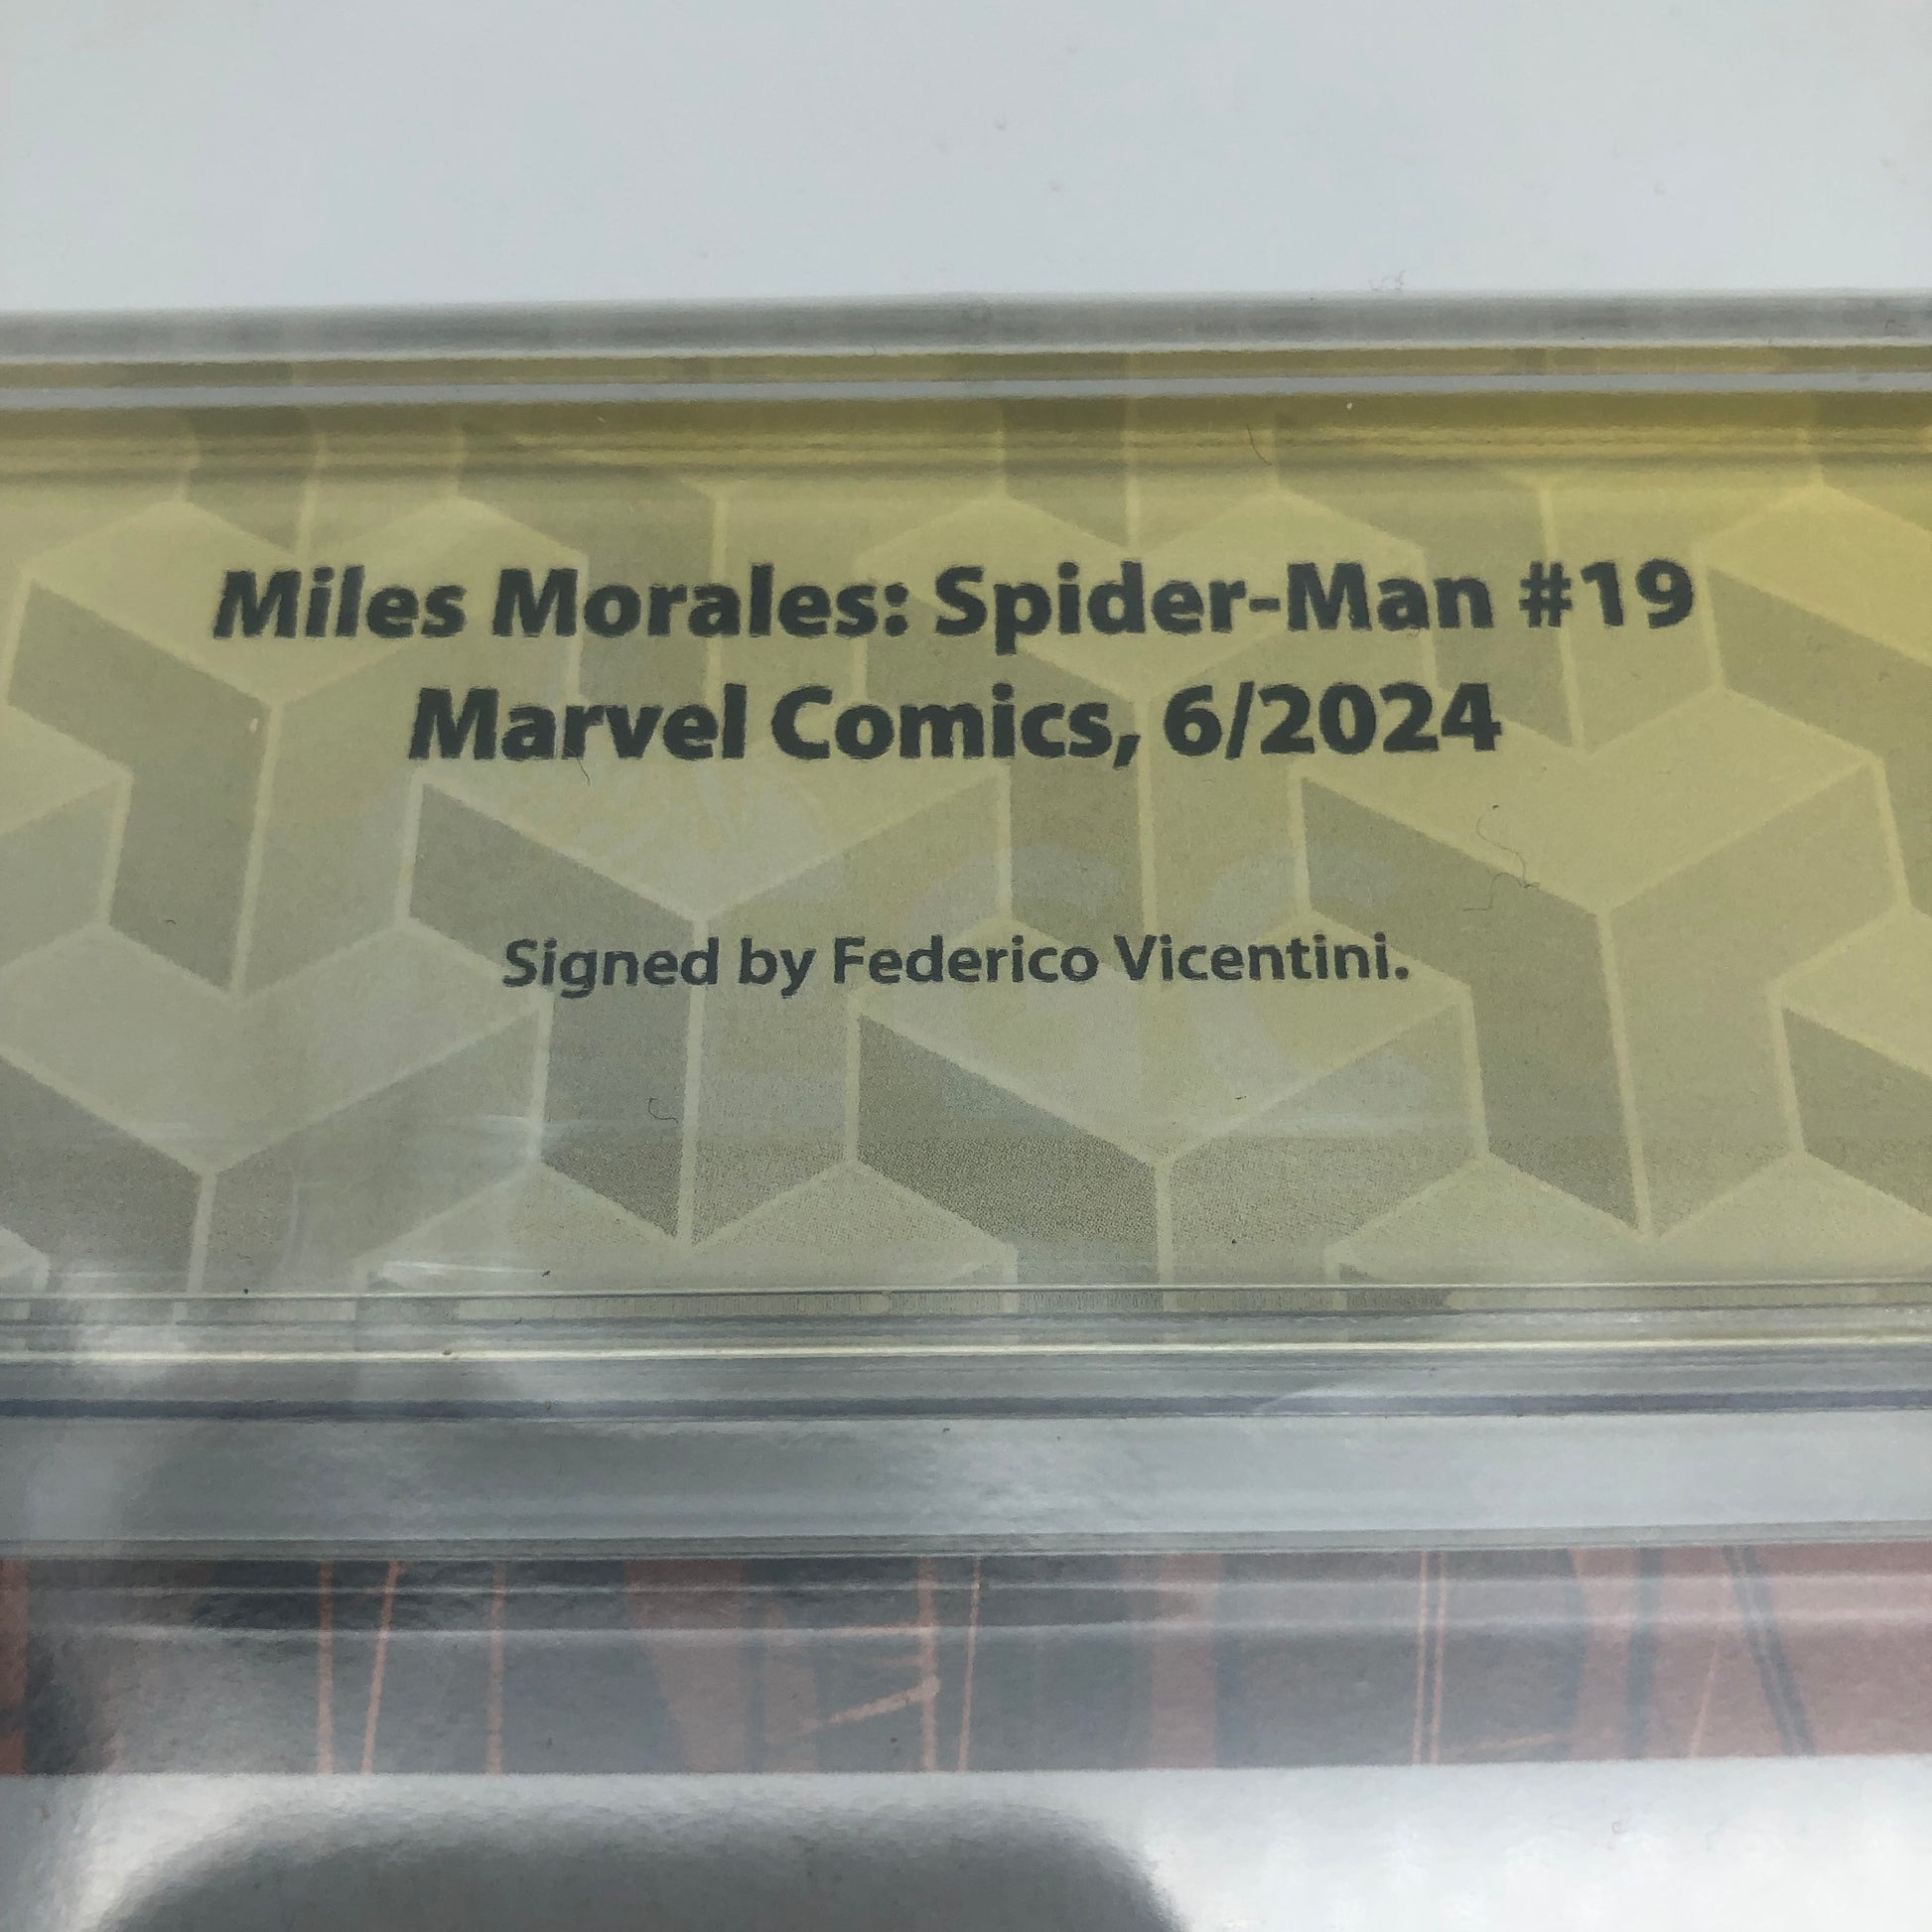 Miles Morales: Spider-Man #19
Marvel Comics, 6/2024
Signed by Federico Vicentini.